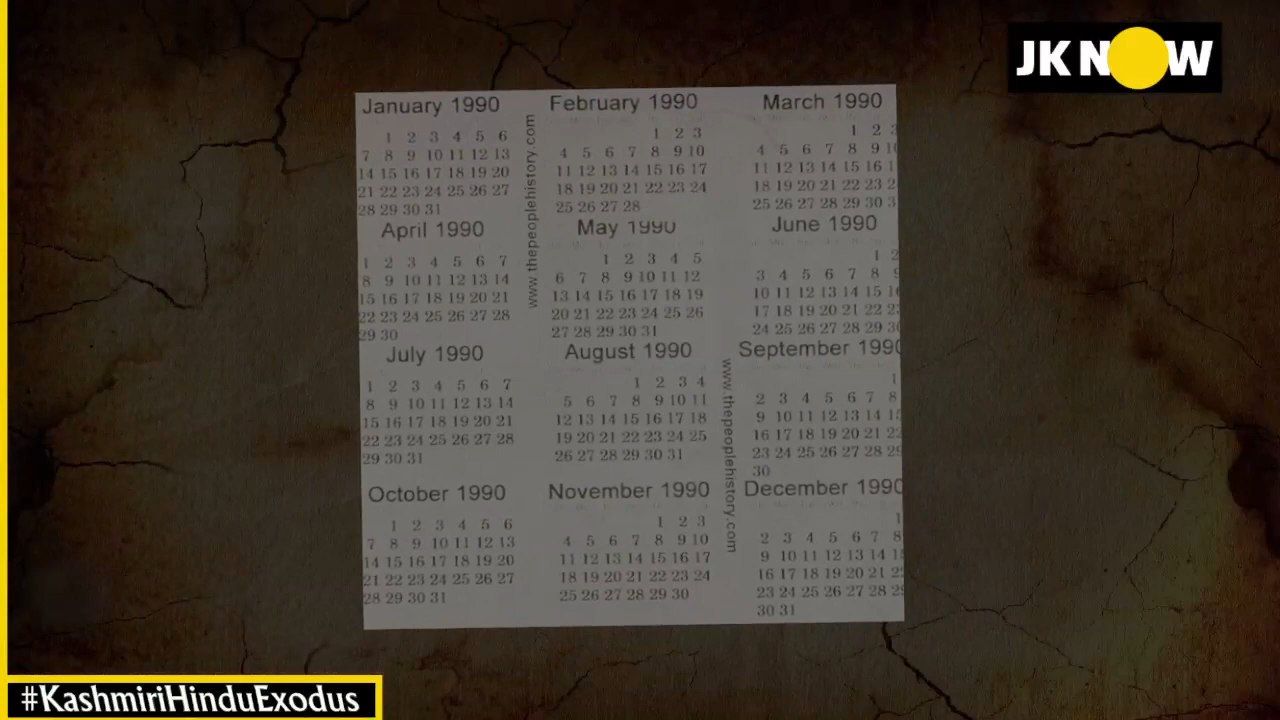 JK NOW
January 1990
1 2 3 4 5 6
7 8 9 10 11 12 13
14 15 16 17 18 19 20
21 22 23 24 25 26 27
28 29 30 31
February 1990
1 2 3
4 5 6 7 8 9 10
11 12 13 14 15 16 17
18 19 20 21 22 23 24
25 26 27 28
March 1990
1 2
4 5 6 7 8 9
11 12 13 14 15 16
18 19 20 21 22 23
25 26 27 28 29 30
www.thepeoplehistory.com
April 1990
1 2 3 4 5 6 7
8 9 10 11 12 13 14
15 16 17 18 19 20 21
22 23 24 25 26 27 28
29 30
May 1990
1 2 3 4 5
6 7 8 9 10 11 12
13 14 15 16 17 18 19
20 21 22 23 24 25 26
27 28 29 30 31
June 1990
1
3 4 5 6 7 8
10 11 12 13 14 15
17 18 19 20 21 22
24 25 26 27 28 29
July 1990
1 2 3 4 5 6 7
8 9 10 11 12 13 14
15 16 17 18 19 20 21
22 23 24 25 26 27 28
29 30 31
August 1990
1 2 3 4
5 6 7 8 9 10 11
12 13 14 15 16 17 18
19 20 21 22 23 24 25
26 27 28 29 30 31
September 1990
1
2 3 4 5 6 7 8
9 10 11 12 13 14
16 17 18 19 20 21
23 24 25 26 27 28
30
www.thepeoplehistory.com
October 1990
1 2 3 4 5 6
7 8 9 10 11 12 13
14 15 16 17 18 19 20
21 22 23 24 25 26 27
28 29 30 31
November 1990
1 2 3
4 5 6 7 8 9 10
11 12 13 14 15 16 17
18 19 20 21 22 23 24
25 26 27 28 29 30
December 1990
1
2 3 4 5 6 7 8
9 10 11 12 13 14
16 17 18 19 20 21
23 24 25 26 27 28
30 31
#KashmiriHinduExodus